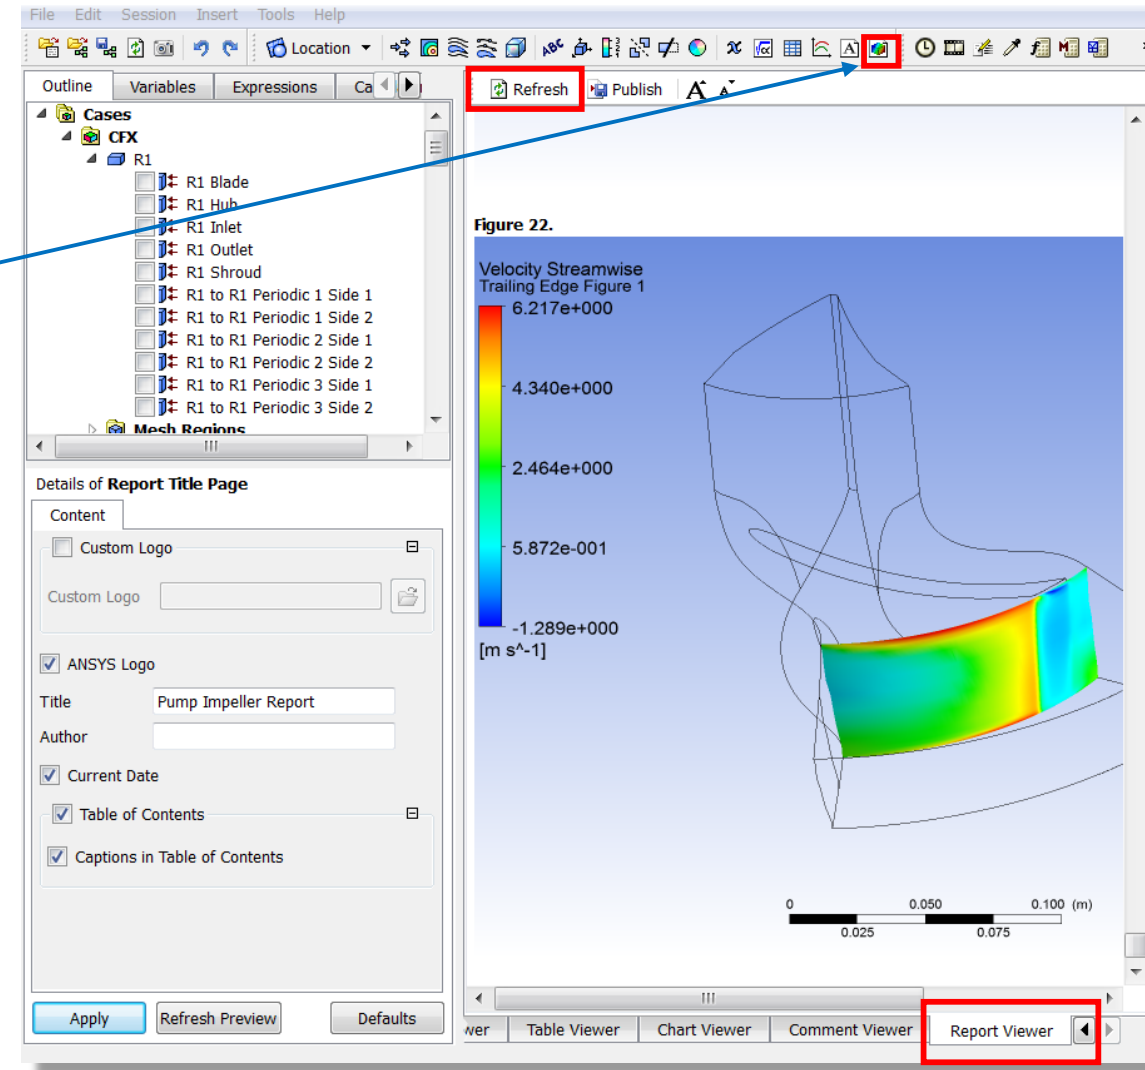 File Edit Session Insert Tools Help
Location
Outline Variables Expressions Ca
Refresh Publish A A
Cases
CFX
R1
R1 Blade
R1 Hub
R1 Inlet
R1 Outlet
R1 Shroud
R1 to R1 Periodic 1 Side 1
R1 to R1 Periodic 1 Side 2
R1 to R1 Periodic 2 Side 1
R1 to R1 Periodic 2 Side 2
R1 to R1 Periodic 3 Side 1
R1 to R1 Periodic 3 Side 2
Mesh Regions
Details of Report Title Page
Content
Custom Logo
Custom Logo
ANSYS Logo
Title Pump Impeller Report
Author
Current Date
Table of Contents
Captions in Table of Contents
Apply Refresh Preview Defaults
Figure 22.
Velocity Streamwise
Trailing Edge Figure 1
6.217e+000
4.340e+000
2.464e+000
5.872e-001
-1.289e+000
[m s^-1]
0 0.050 0.100 (m)
0.025 0.075
wer Table Viewer Chart Viewer Comment Viewer Report Viewer